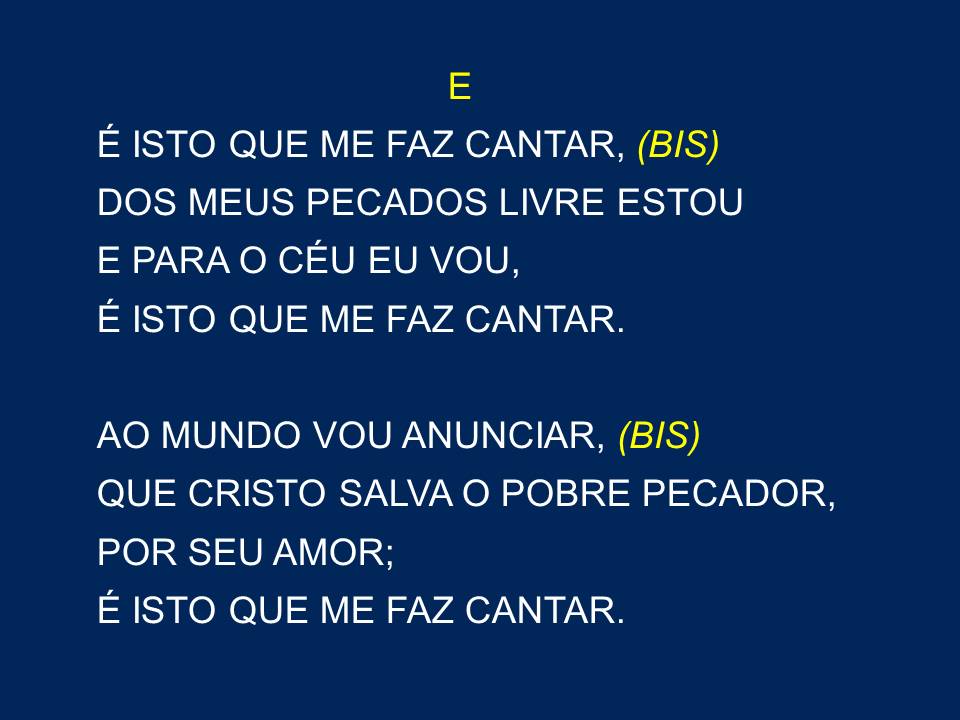 E
É ISTO QUE ME FAZ CANTAR, (BIS)
DOS MEUS PECADOS LIVRE ESTOU
E PARA O CÉU EU VOU,
É ISTO QUE ME FAZ CANTAR.
AO MUNDO VOU ANUNCIAR, (BIS)
QUE CRISTO SALVA O POBRE PECADOR,
POR SEU AMOR;
É ISTO QUE ME FAZ CANTAR.